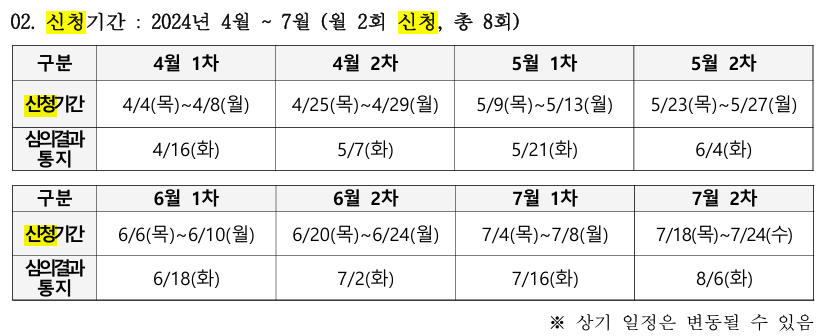 02. 신청기간 : 2024년 4월 ~ 7월 (월 2회 신청, 총 8회)
구분 4월 1차 4월 2차 5월 1차 5월 2차
신청기간 4/4(목)~4/8(월) 4/25(목)~4/29(월) 5/9(목)~5/13(월) 5/23(목)~5/27(월)
심의결과
통지 4/16(화) 5/7(화) 5/21(화) 6/4(화)
구분 6월 1차 6월 2차 7월 1차 7월 2차
신청기간 6/6(목)~6/10(월) 6/20(목)~6/24(월) 7/4(목)~7/8(월) 7/18(목)~7/24(수)
심의결과
통지 6/18(화) 7/2(화) 7/16(화) 8/6(화)
※ 상기 일정은 변동될 수 있음